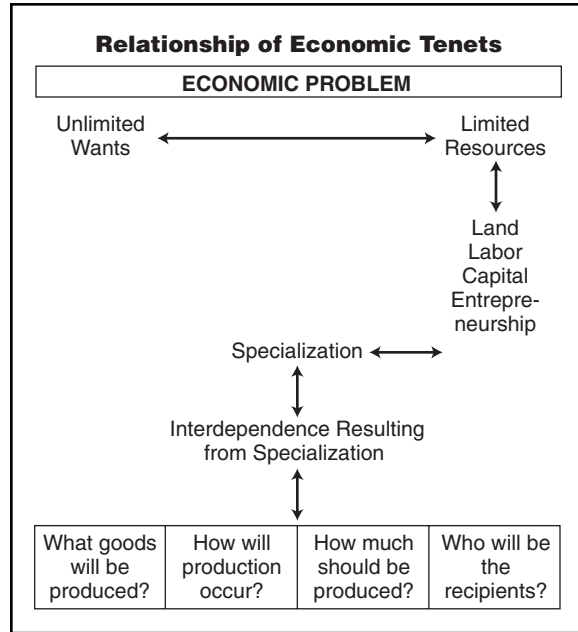 Relationship of Economic Tenets
ECONOMIC PROBLEM
Unlimited
Wants
Limited
Resources
Land
Labor
Capital
Entrepre-
neurship
Specialization
Interdependence Resulting
from Specialization
What goods
will be
produced?
How will
production
occur?
How much
should be
produced?
Who will be
the
recipients?